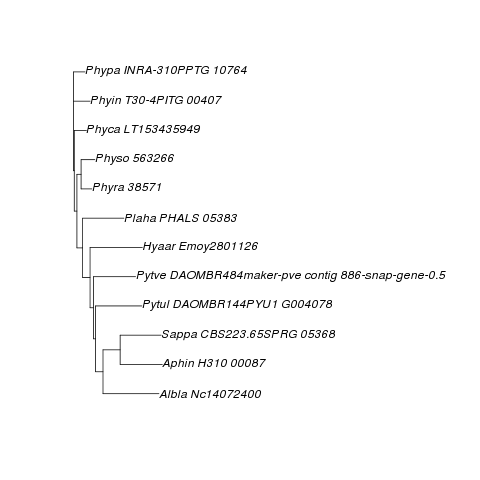 Phypa INRA-310PPTG 10764
Phyin T30-4PITG 00407
Phyca LT153435949
Physo 563266
Phyra 38571
Plaha PHALS 05383
Hyaar Emoy2801126
Pytve DAOMBR484maker-pve contig 886-snap-gene-0.5
Pytul DAOMBR144PYU1 G004078
Sappa CBS223.65SPRG 05368
Aphin H310 00087
Albla Nc14072400